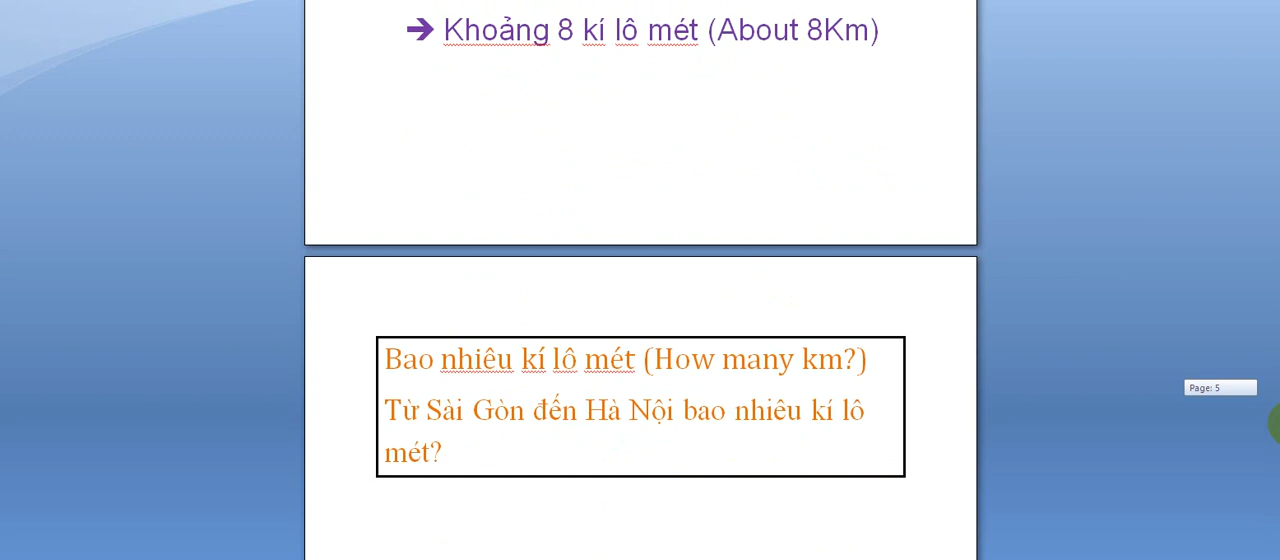 ➔ Khoảng 8 kí lô mét (About 8Km)
Bao nhiêu kí lô mét (How many km?)
Từ Sài Gòn đến Hà Nội bao nhiêu kí lô
mét?
Page: 5